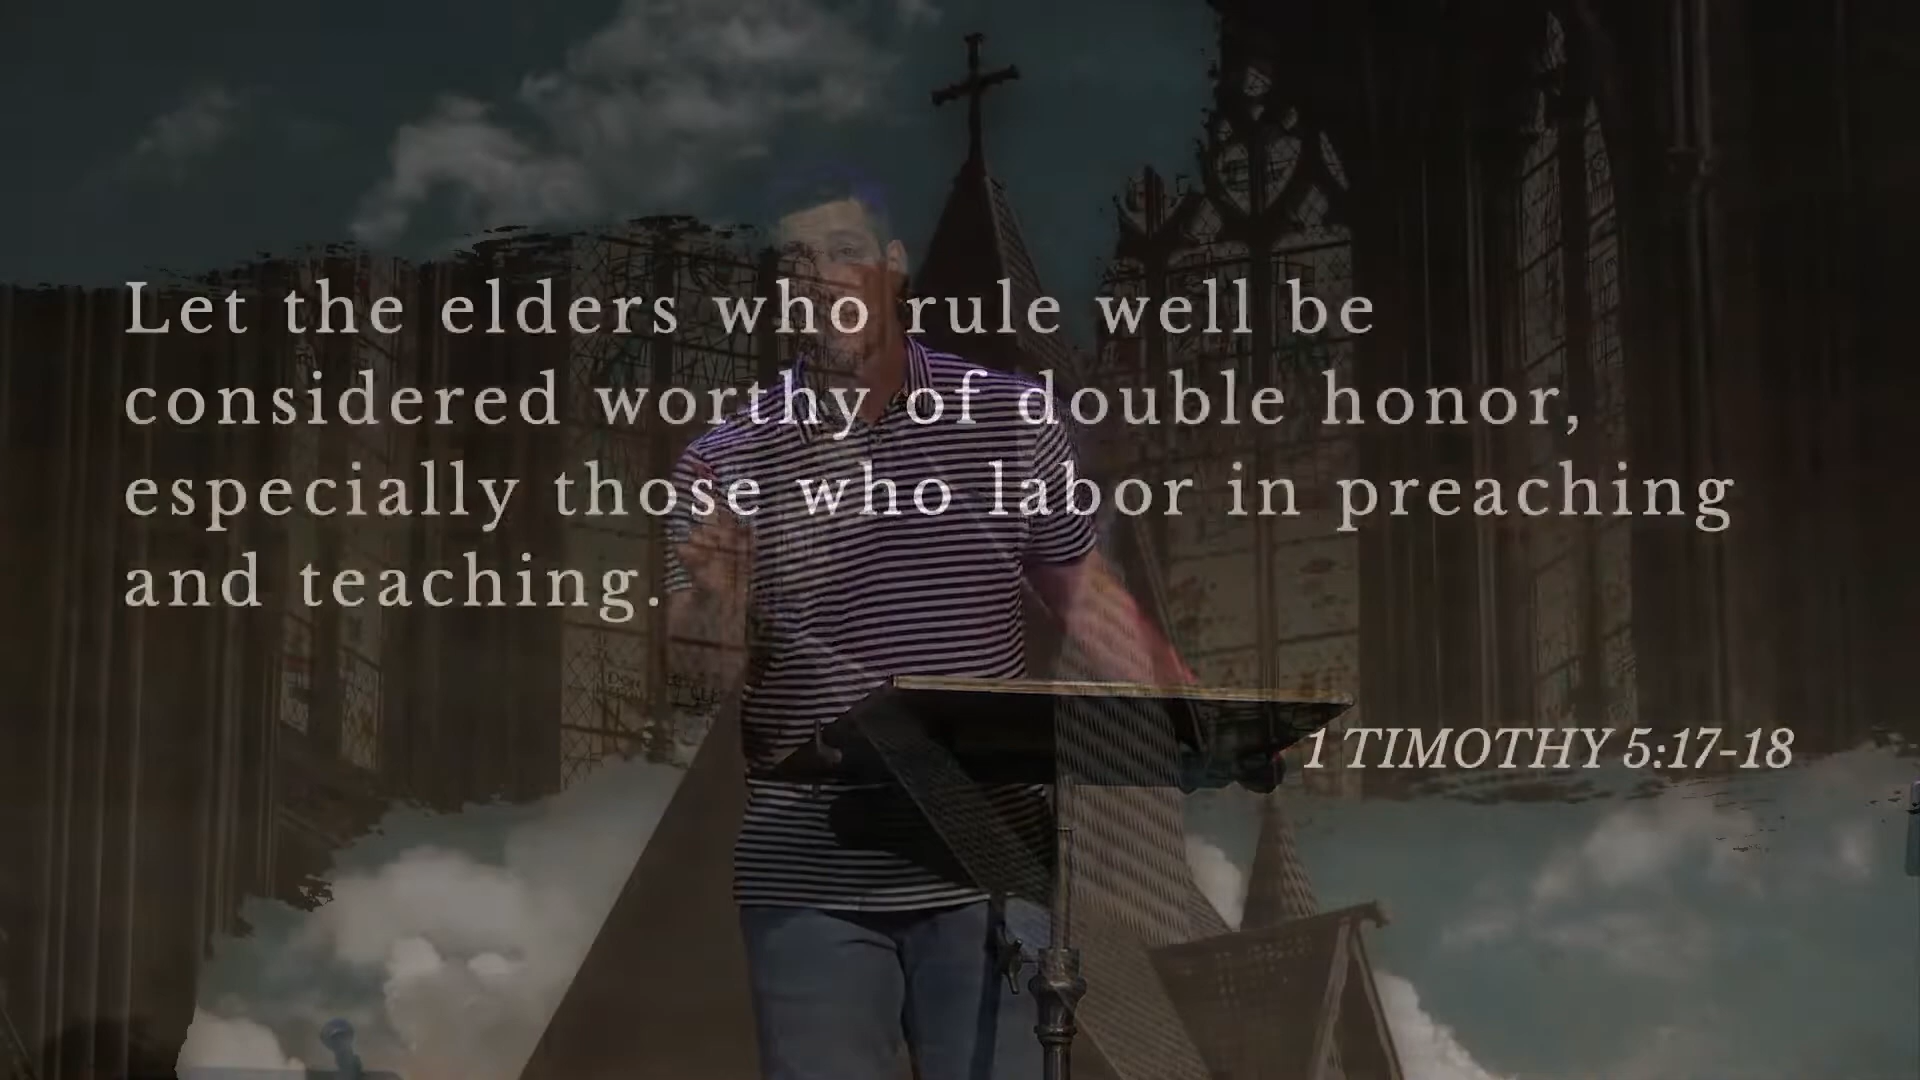 Let the elders who rule well be
considered worthy of double honor,
especially those who labor in preaching
and teaching.
1 TIMOTHY 5:17-18